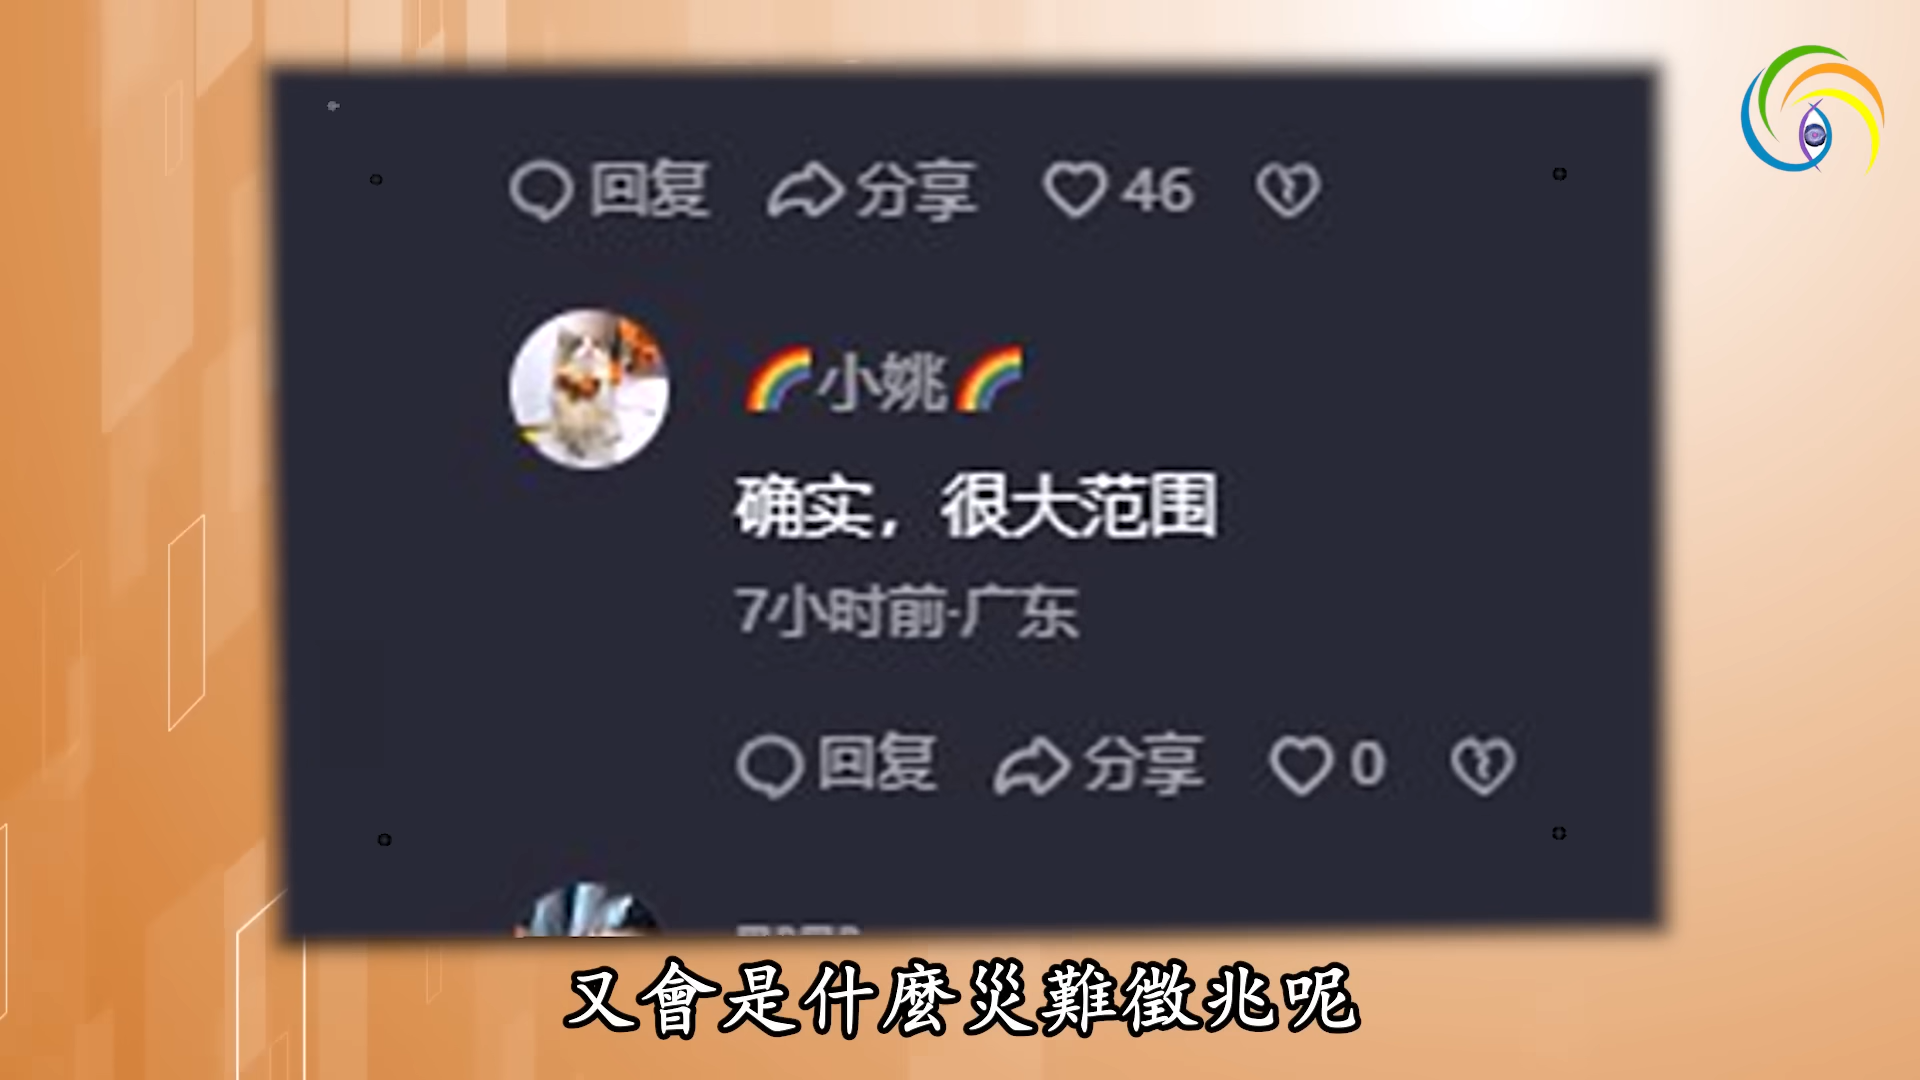 回复 分享 46
🌈小姚🌈
确实，很大范围
7小时前·广东
回复 分享 0
又會是什麼災難徵兆呢